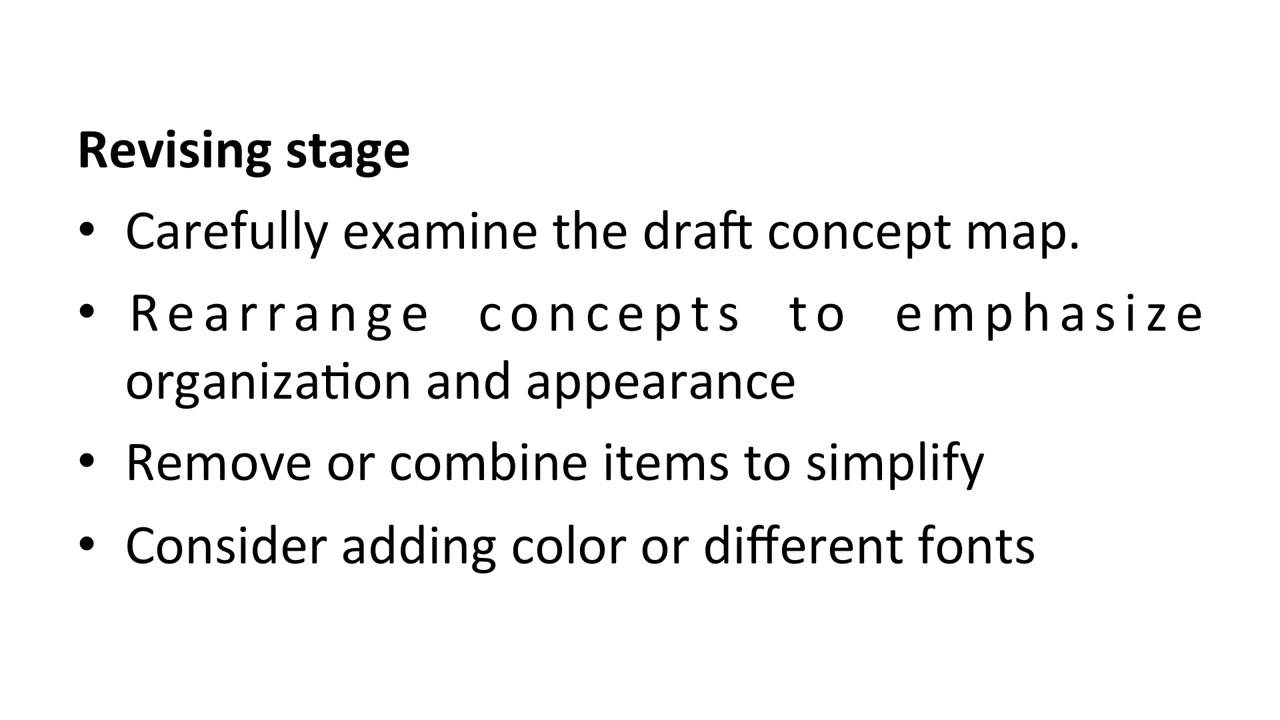 Revising stage
• Carefully examine the draft concept map.
• Rearrange concepts to emphasize
organization and appearance
• Remove or combine items to simplify
• Consider adding color or different fonts